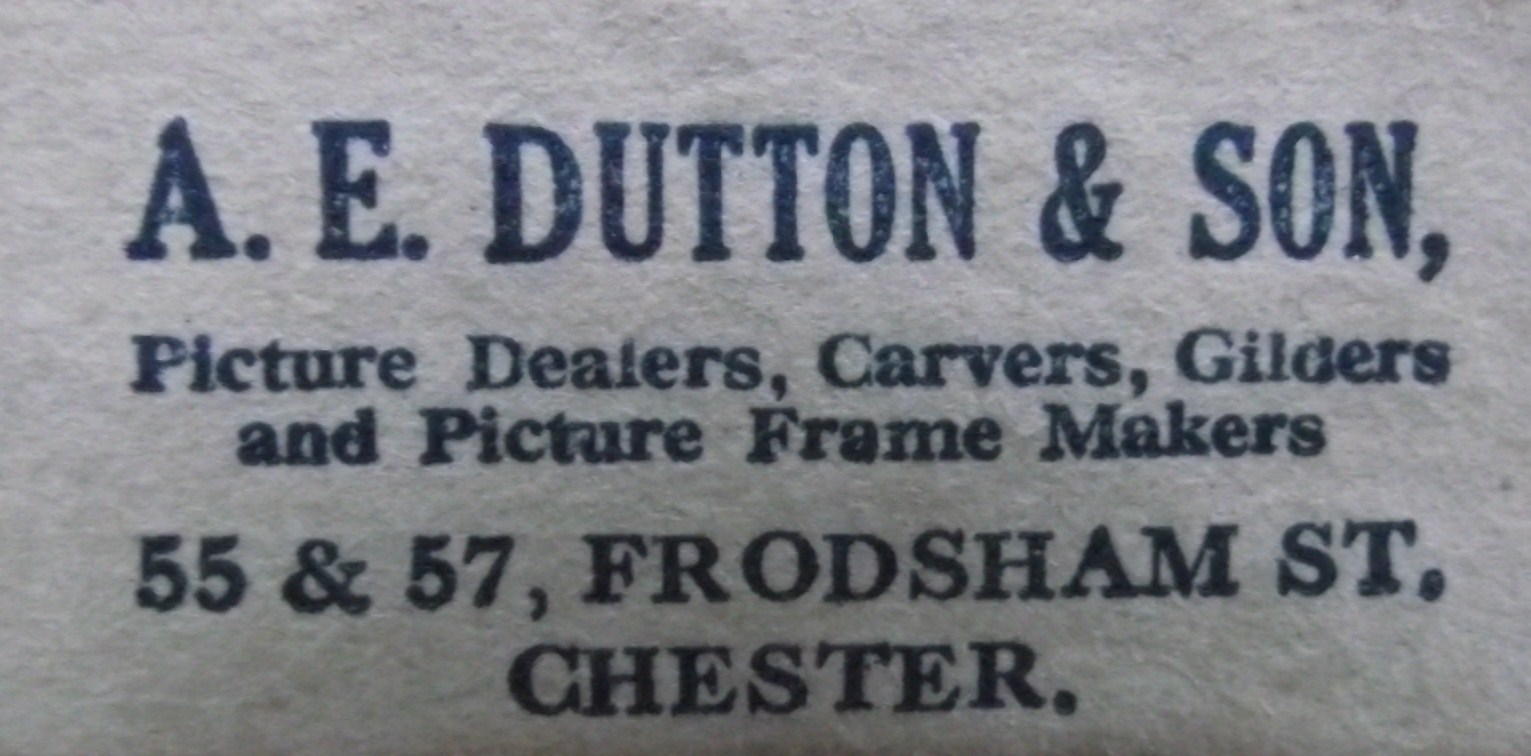 A. E. DUTTON & SON,
Picture Dealers, Carvers, Gilders
and Picture Frame Makers
55 & 57, FRODSHAM ST.
CHESTER.